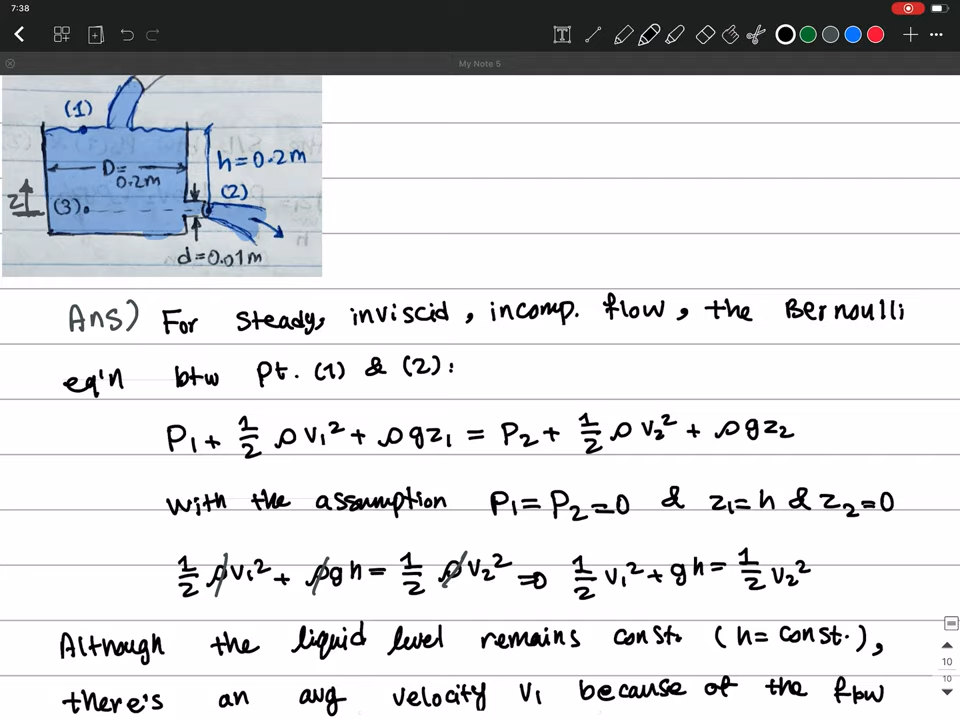 7:38
My Note 5
(1)
D=
0.2m
h=0.2m
(2)
Z
(3)
d=0.01m
Ans) For steady, inviscid, incomp. flow, the Bernoulli
eq'n btw Pt. (1) & (2):
P₁ + 1/2 ρ V₁² + ρgz₁ = P₂ + 1/2 ρ V₂² + ρgz₂
with the assumption P₁ = P₂ = 0 & z₁ = h & z₂ = 0
1/2 ρV₁² + ρgh = 1/2 ρV₂² ⇒ 1/2 V₁² + gh = 1/2 V₂²
Although the liquid level remains const. (h = const.),
there's an avg velocity V₁ because of the flow
10
10